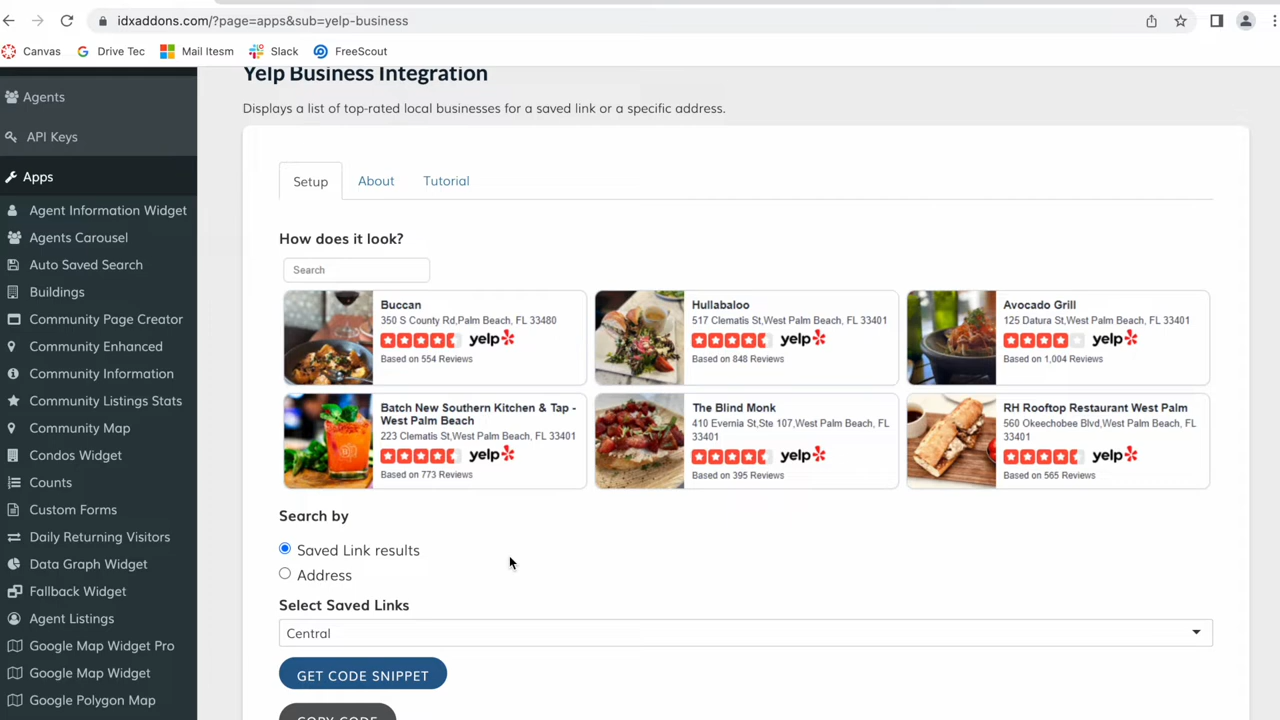 idxaddons.com/?page=apps&sub=yelp-business
Canvas Drive Tec Mail Itesm Slack FreeScout
Agents
API Keys
Apps
Agent Information Widget
Agents Carousel
Auto Saved Search
Buildings
Community Page Creator
Community Enhanced
Community Information
Community Listings Stats
Community Map
Condos Widget
Counts
Custom Forms
Daily Returning Visitors
Data Graph Widget
Fallback Widget
Agent Listings
Google Map Widget Pro
Google Map Widget
Google Polygon Map
Yelp Business Integration
Displays a list of top-rated local businesses for a saved link or a specific address.
Setup About Tutorial
How does it look?
Search
Buccan
350 S County Rd,Palm Beach, FL 33480
yelp
Based on 554 Reviews
Hullabaloo
517 Clematis St,West Palm Beach, FL 33401
yelp
Based on 848 Reviews
Avocado Grill
125 Datura St,West Palm Beach, FL 33401
yelp
Based on 1,004 Reviews
Batch New Southern Kitchen & Tap -
West Palm Beach
223 Clematis St,West Palm Beach, FL 33401
yelp
Based on 773 Reviews
The Blind Monk
410 Evernia St,Ste 107,West Palm Beach, FL
33401
yelp
Based on 395 Reviews
RH Rooftop Restaurant West Palm
560 Okeechobee Blvd,West Palm Beach, FL
33401
yelp
Based on 565 Reviews
Search by
Saved Link results
Address
Select Saved Links
Central
GET CODE SNIPPET
COPY CODE